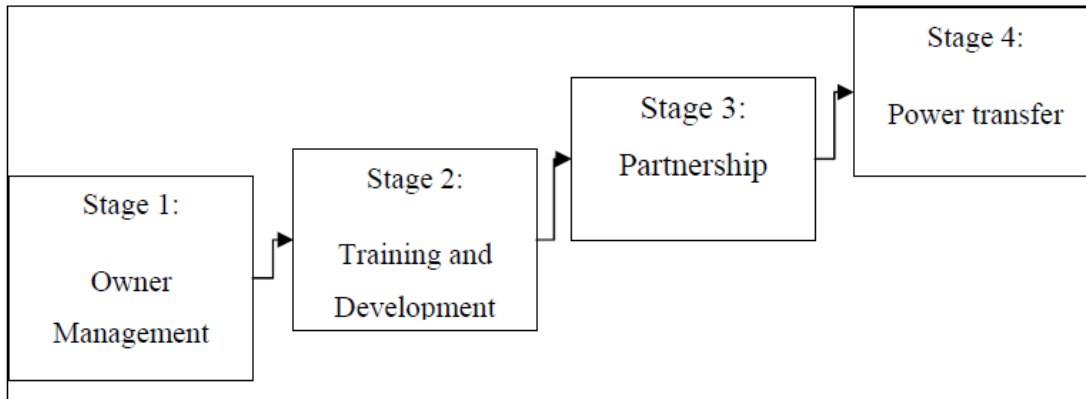 Stage 1:
Owner
Management
Stage 2:
Training and
Development
Stage 3:
Partnership
Stage 4:
Power transfer